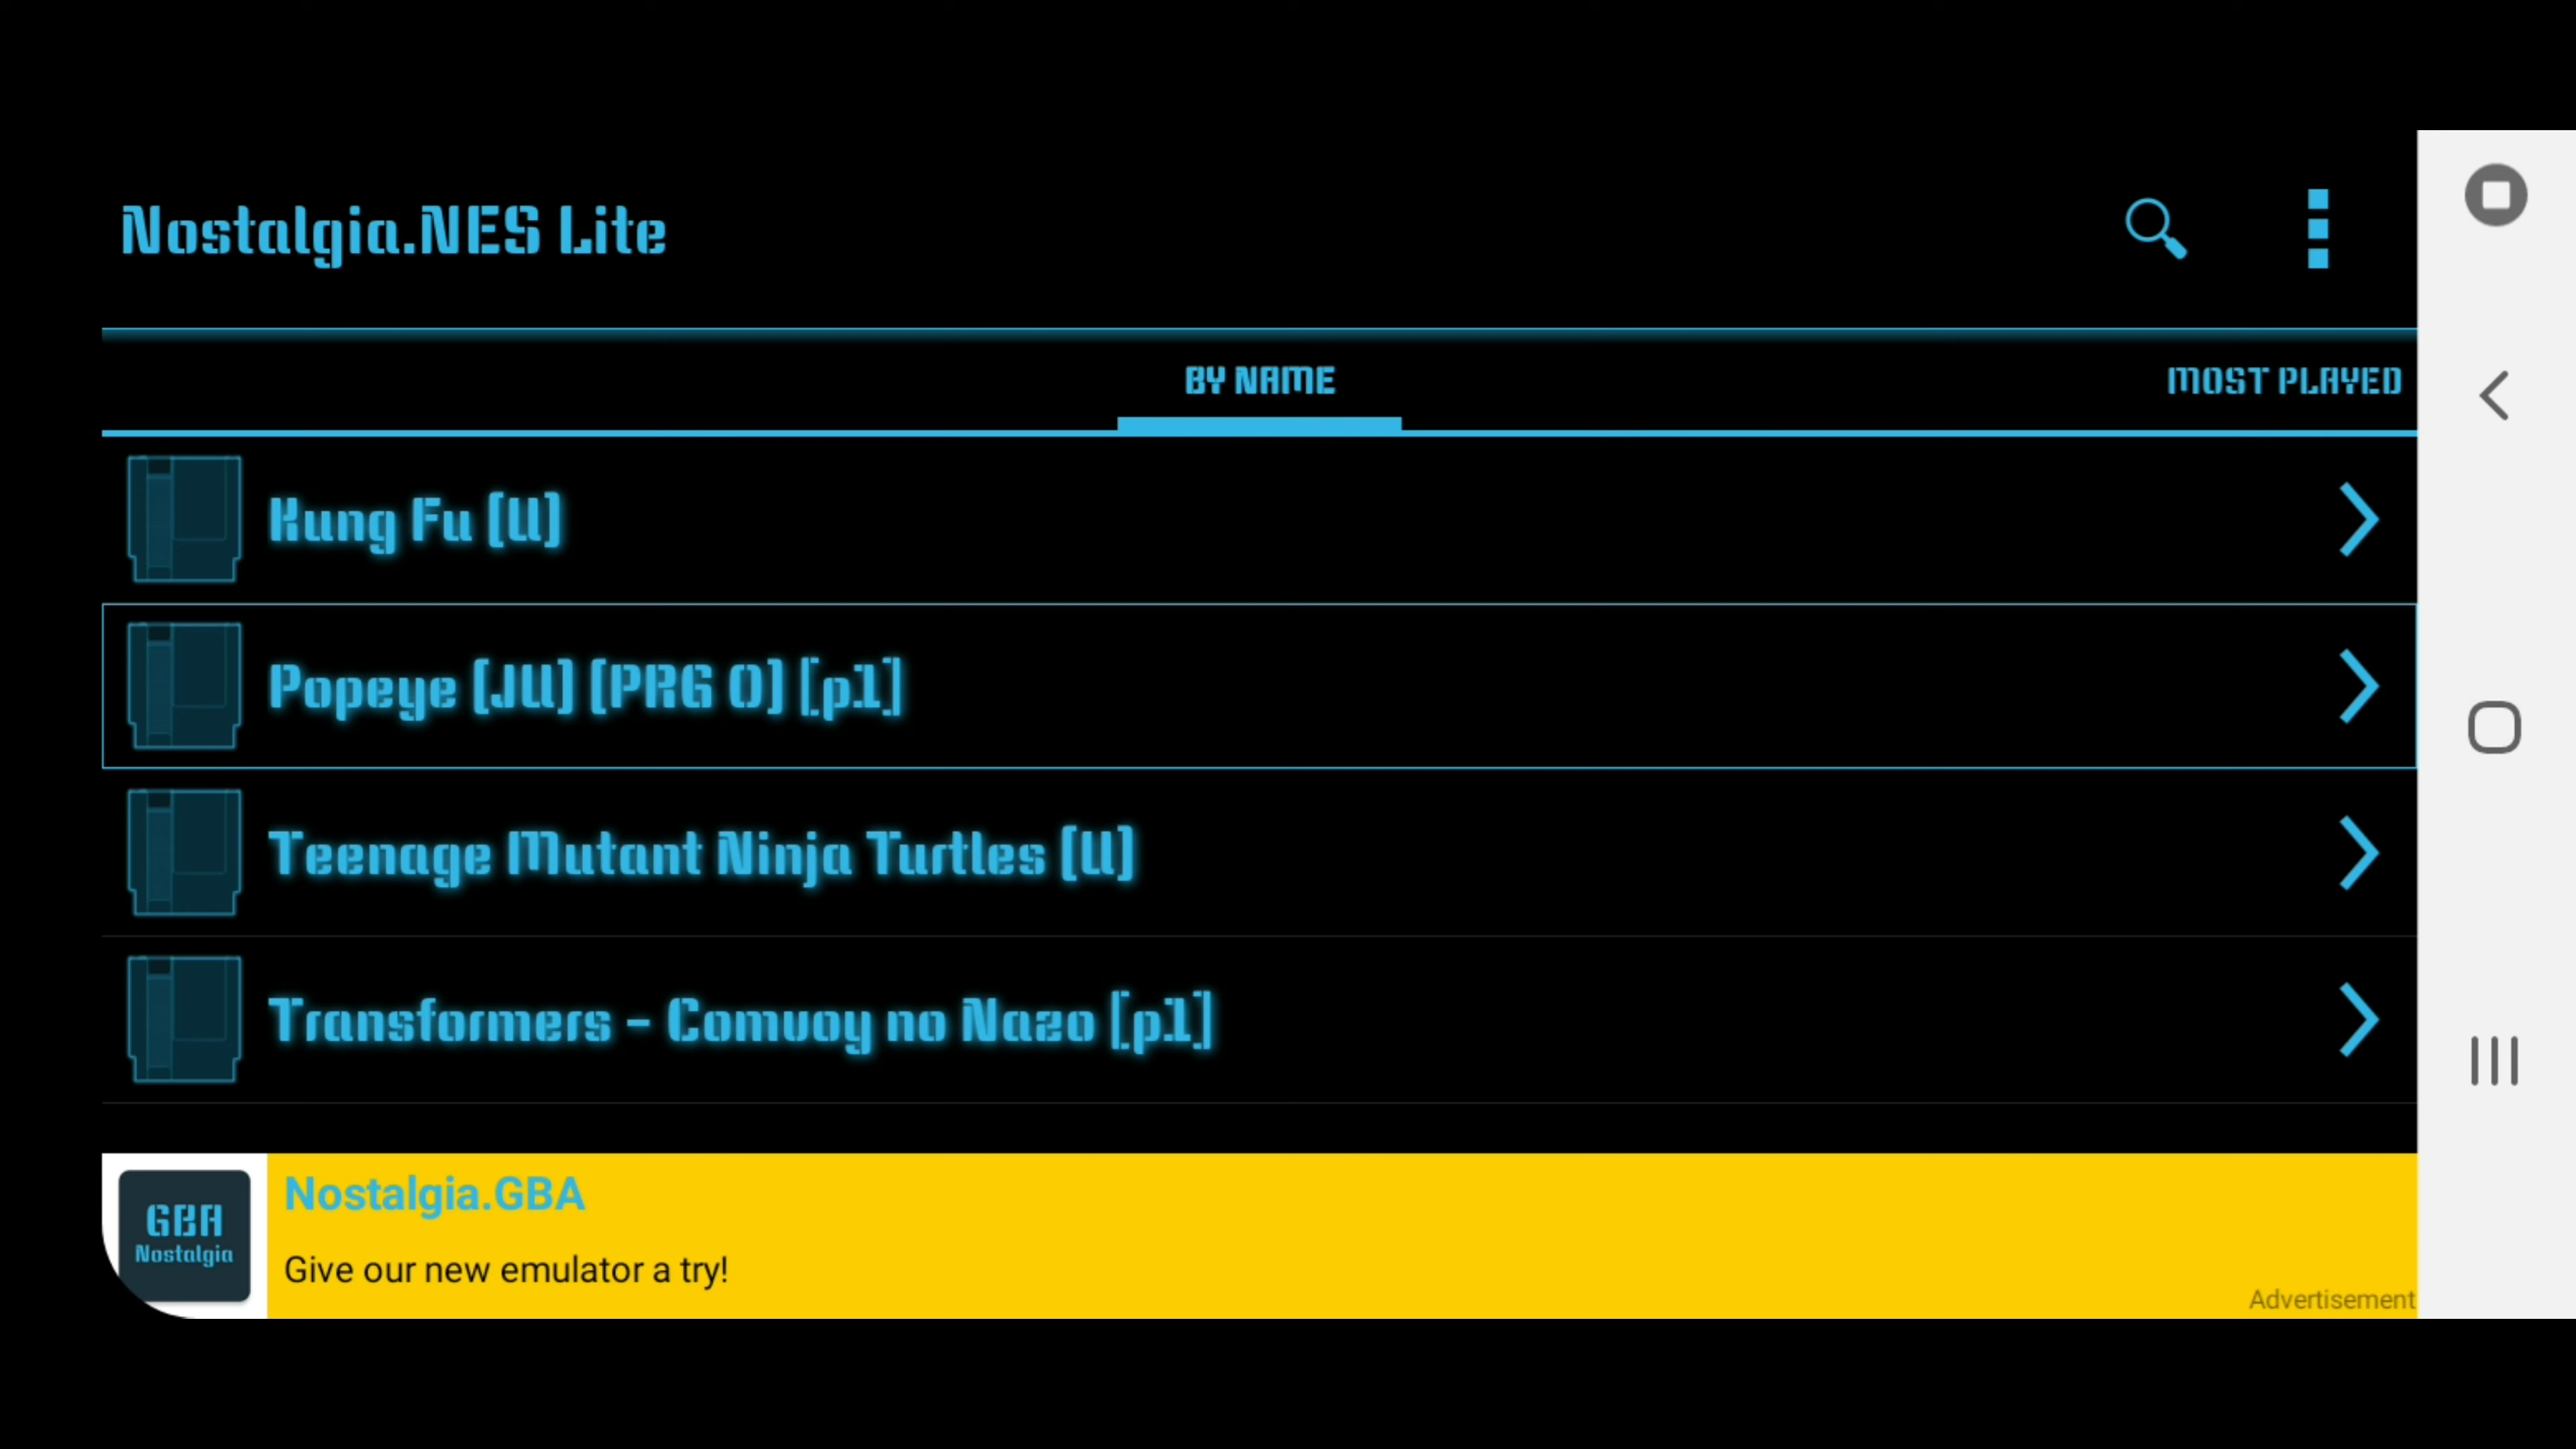 Nostalgia.NES Lite
BY NAME
MOST PLAYED
Kung Fu (U)
Popeye (JU) (PRG 0) [p1]
Teenage Mutant Ninja Turtles (U)
Transformers - Comvoy no Nazo [p1]
GBA
Nostalgia
Nostalgia.GBA
Give our new emulator a try!
Advertisement